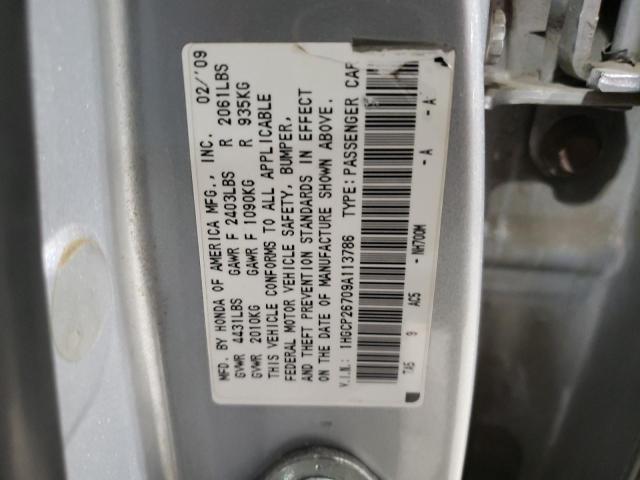 MFD. BY HONDA OF AMERICA MFG., INC. 02/'09
GVWR 4431LBS GAWR F 2403LBS R 2061LBS
GVWR 2010KG GAWR F 1090KG R 935KG
THIS VEHICLE CONFORMS TO ALL APPLICABLE
FEDERAL MOTOR VEHICLE SAFETY, BUMPER,
AND THEFT PREVENTION STANDARDS IN EFFECT
ON THE DATE OF MANUFACTURE SHOWN ABOVE.
V.I.N.: 1HGCP26709A113786 TYPE: PASSENGER CAR
TA5 9 AC5 - NH700M - A - A